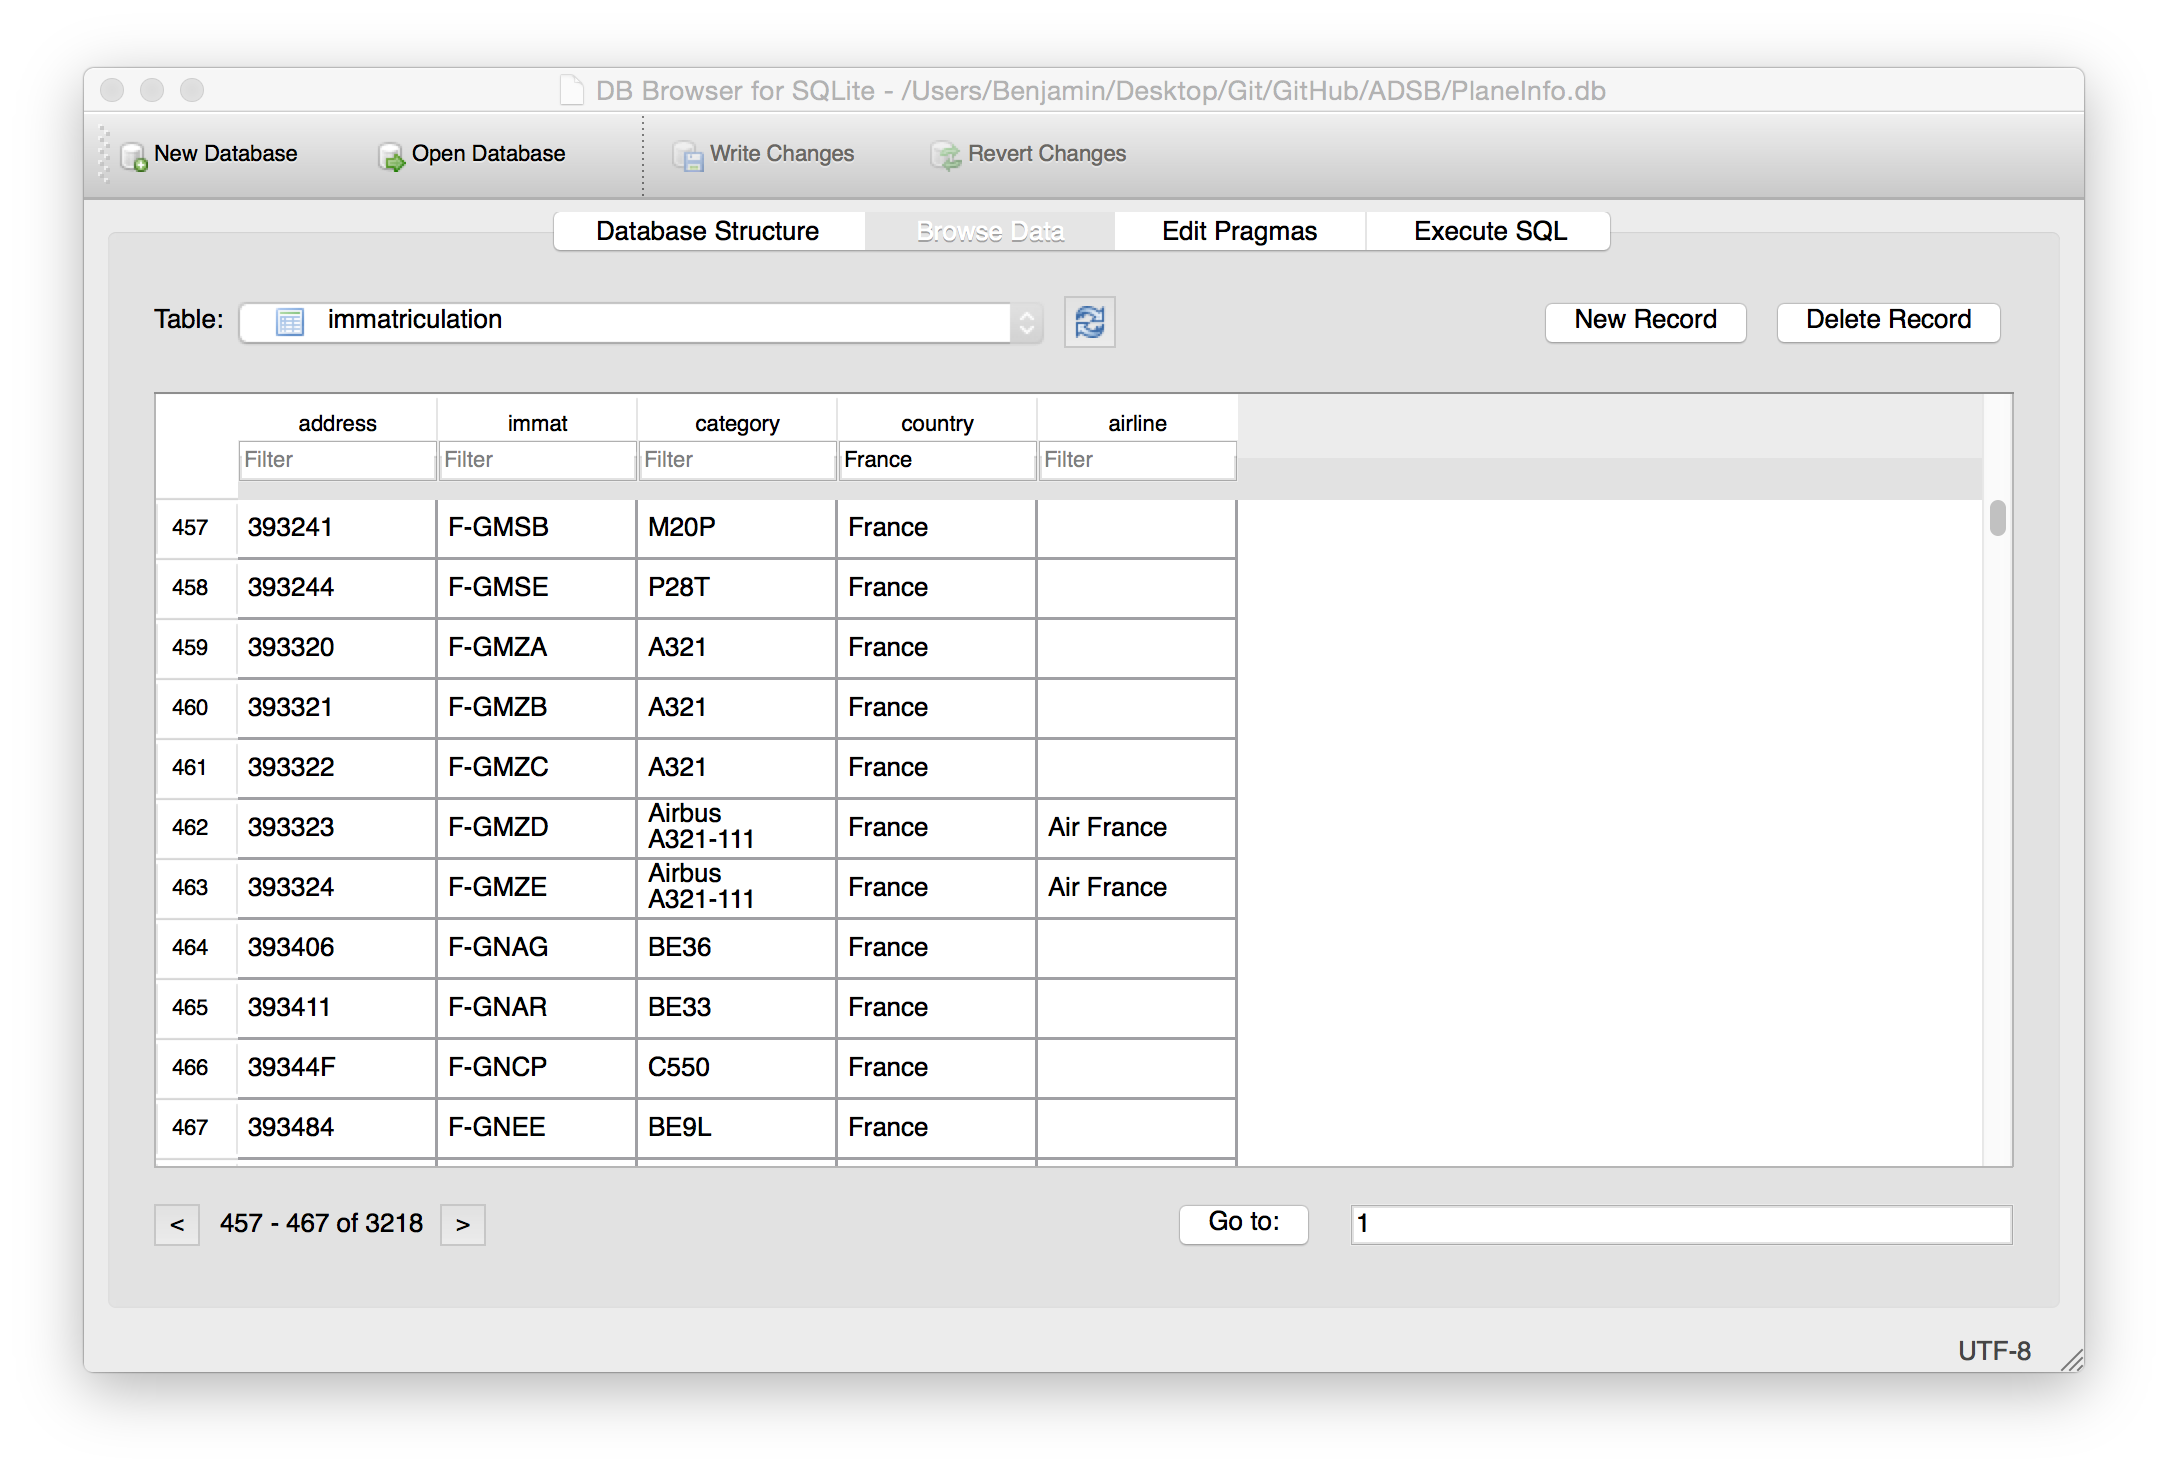 DB Browser for SQLite - /Users/Benjamin/Desktop/Git/GitHub/ADSB/PlaneInfo.db
New Database Open Database Write Changes Revert Changes
Database Structure Browse Data Edit Pragmas Execute SQL
Table: immatriculation New Record Delete Record
address immat category country airline
Filter Filter Filter France Filter
457 393241 F-GMSB M20P France
458 393244 F-GMSE P28T France
459 393320 F-GMZA A321 France
460 393321 F-GMZB A321 France
461 393322 F-GMZC A321 France
462 393323 F-GMZD Airbus A321-111 France Air France
463 393324 F-GMZE Airbus A321-111 France Air France
464 393406 F-GNAG BE36 France
465 393411 F-GNAR BE33 France
466 39344F F-GNCP C550 France
467 393484 F-GNEE BE9L France
< 457 - 467 of 3218 > Go to: 1
UTF-8